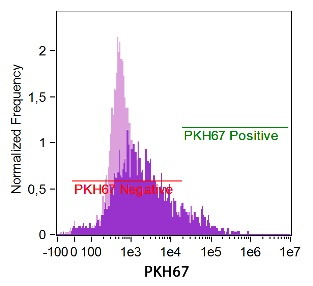 Normalized Frequency
2
1,5
1
0,5
0
PKH67 Positive
PKH67 Negative
-100 0 100 1e3 1e4 1e5 1e6 1e7
PKH67